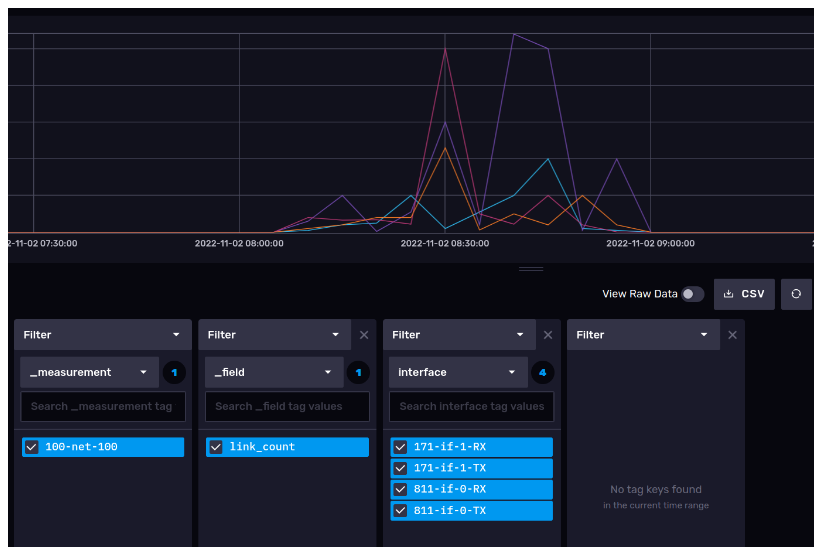 2-11-02 07:30:00 2022-11-02 08:00:00 2022-11-02 08:30:00 2022-11-02 09:00:00
View Raw Data CSV
Filter Filter Filter Filter
_measurement 1 _field 1 interface 4
Search _measurement tag Search _field tag values Search interface tag values
100-net-100 link_count 171-if-1-RX
171-if-1-TX
811-if-0-RX
811-if-0-TX
No tag keys found
in the current time range